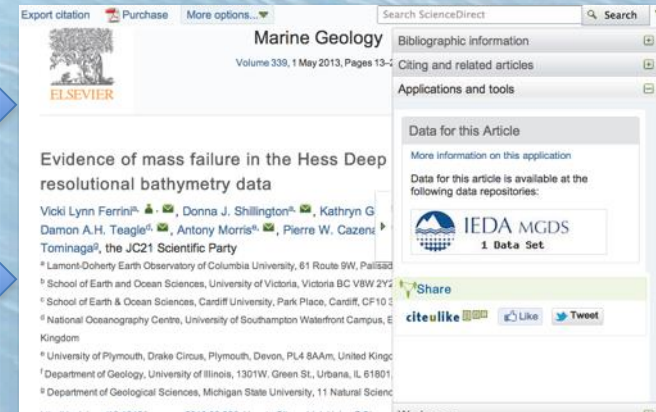 Export citation Purchase More options...
Search ScienceDirect Search
ELSEVIER
Marine Geology
Volume 339, 1 May 2013, Pages 13–
Evidence of mass failure in the Hess Deep
resolutional bathymetry data
Vicki Lynn Ferrini a, , Donna J. Shillington a, , Kathryn G
Damon A.H. Teagle d, , Antony Morris e, , Pierre W. Cazena
Tominaga g, the JC21 Scientific Party
a Lamont-Doherty Earth Observatory of Columbia University, 61 Route 9W, Palisad
b School of Earth and Ocean Sciences, University of Victoria, Victoria BC V8W 2Y2
c School of Earth & Ocean Sciences, Cardiff University, Park Place, Cardiff, CF10 3
d National Oceanography Centre, University of Southampton Waterfront Campus, E
Kingdom
e University of Plymouth, Drake Circus, Plymouth, Devon, PL4 8AAm, United Kingd
f Department of Geology, University of Illinois, 1301W. Green St., Urbana, IL 61801
g Department of Geological Sciences, Michigan State University, 11 Natural Scienc
Bibliographic information
Citing and related articles
Applications and tools
Data for this Article
More information on this application
Data for this article is available at the
following data repositories:
IEDA MGDS
1 Data Set
Share
citeulike Like Tweet